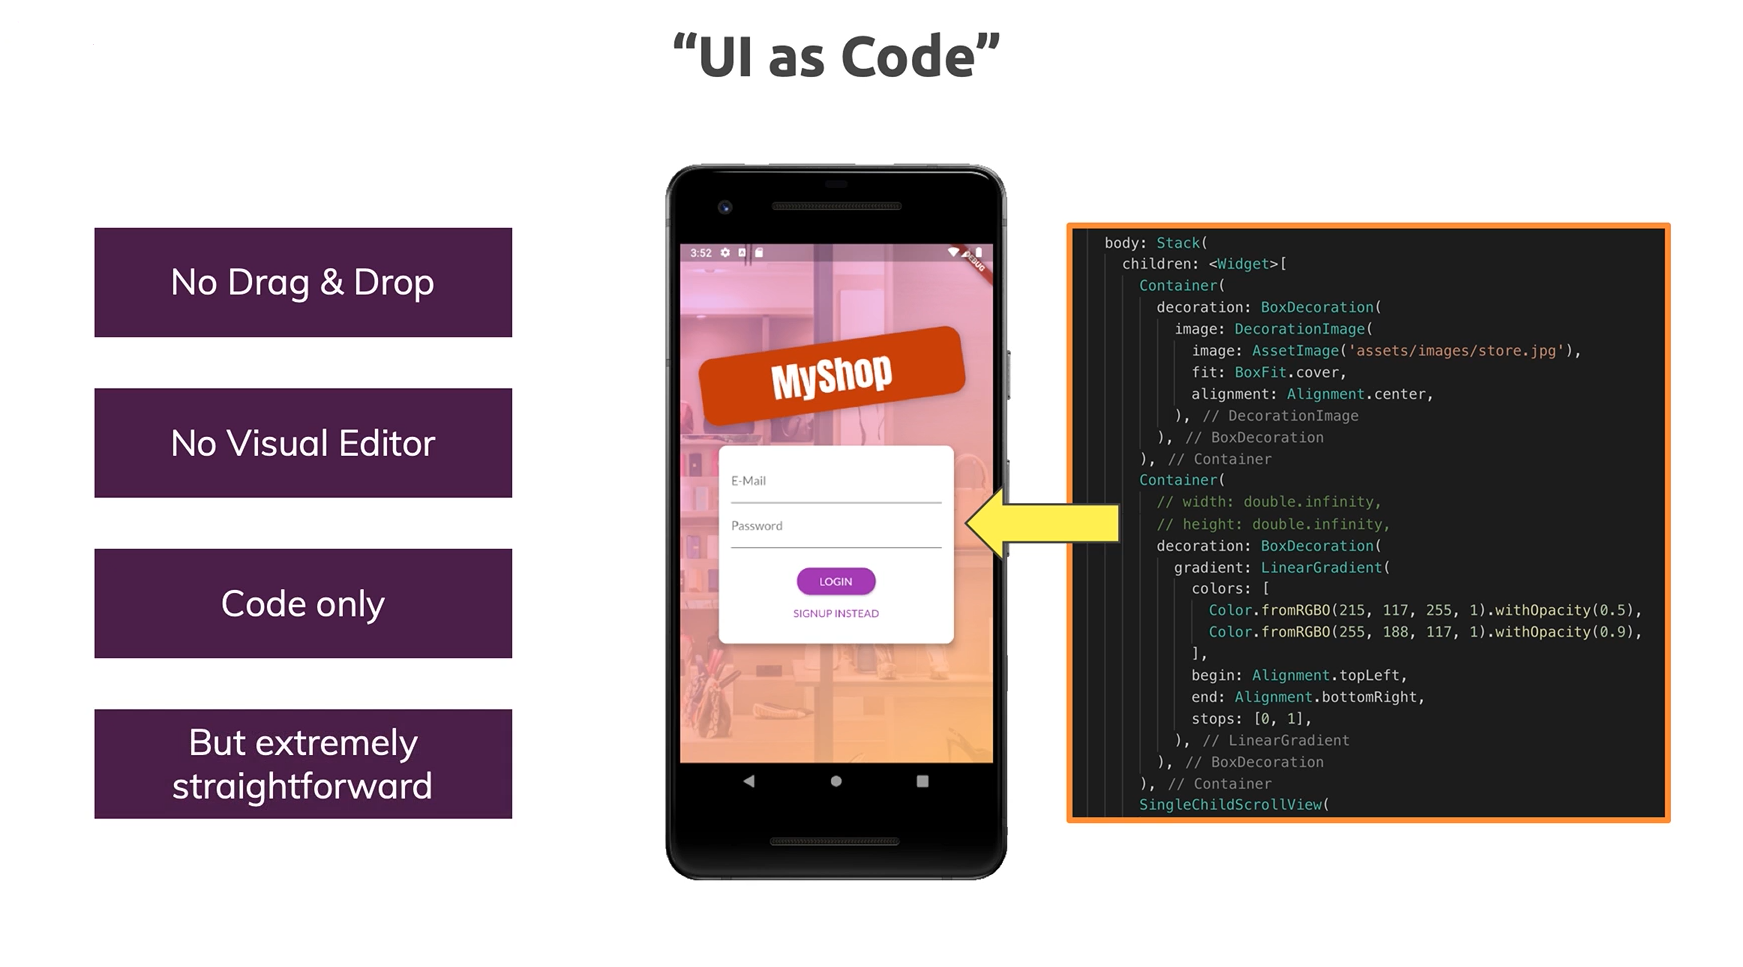 “UI as Code”
No Drag & Drop
No Visual Editor
Code only
But extremely
straightforward
3:52
DEBUG
MyShop
E-Mail
Password
LOGIN
SIGNUP INSTEAD
body: Stack(
children: <Widget>[
Container(
decoration: BoxDecoration(
image: DecorationImage(
image: AssetImage('assets/images/store.jpg'),
fit: BoxFit.cover,
alignment: Alignment.center,
), // DecorationImage
), // BoxDecoration
), // Container
Container(
// width: double.infinity,
// height: double.infinity,
decoration: BoxDecoration(
gradient: LinearGradient(
colors: [
Color.fromRGBO(215, 117, 255, 1).withOpacity(0.5),
Color.fromRGBO(255, 188, 117, 1).withOpacity(0.9),
],
begin: Alignment.topLeft,
end: Alignment.bottomRight,
stops: [0, 1],
), // LinearGradient
), // BoxDecoration
), // Container
SingleChildScrollView(